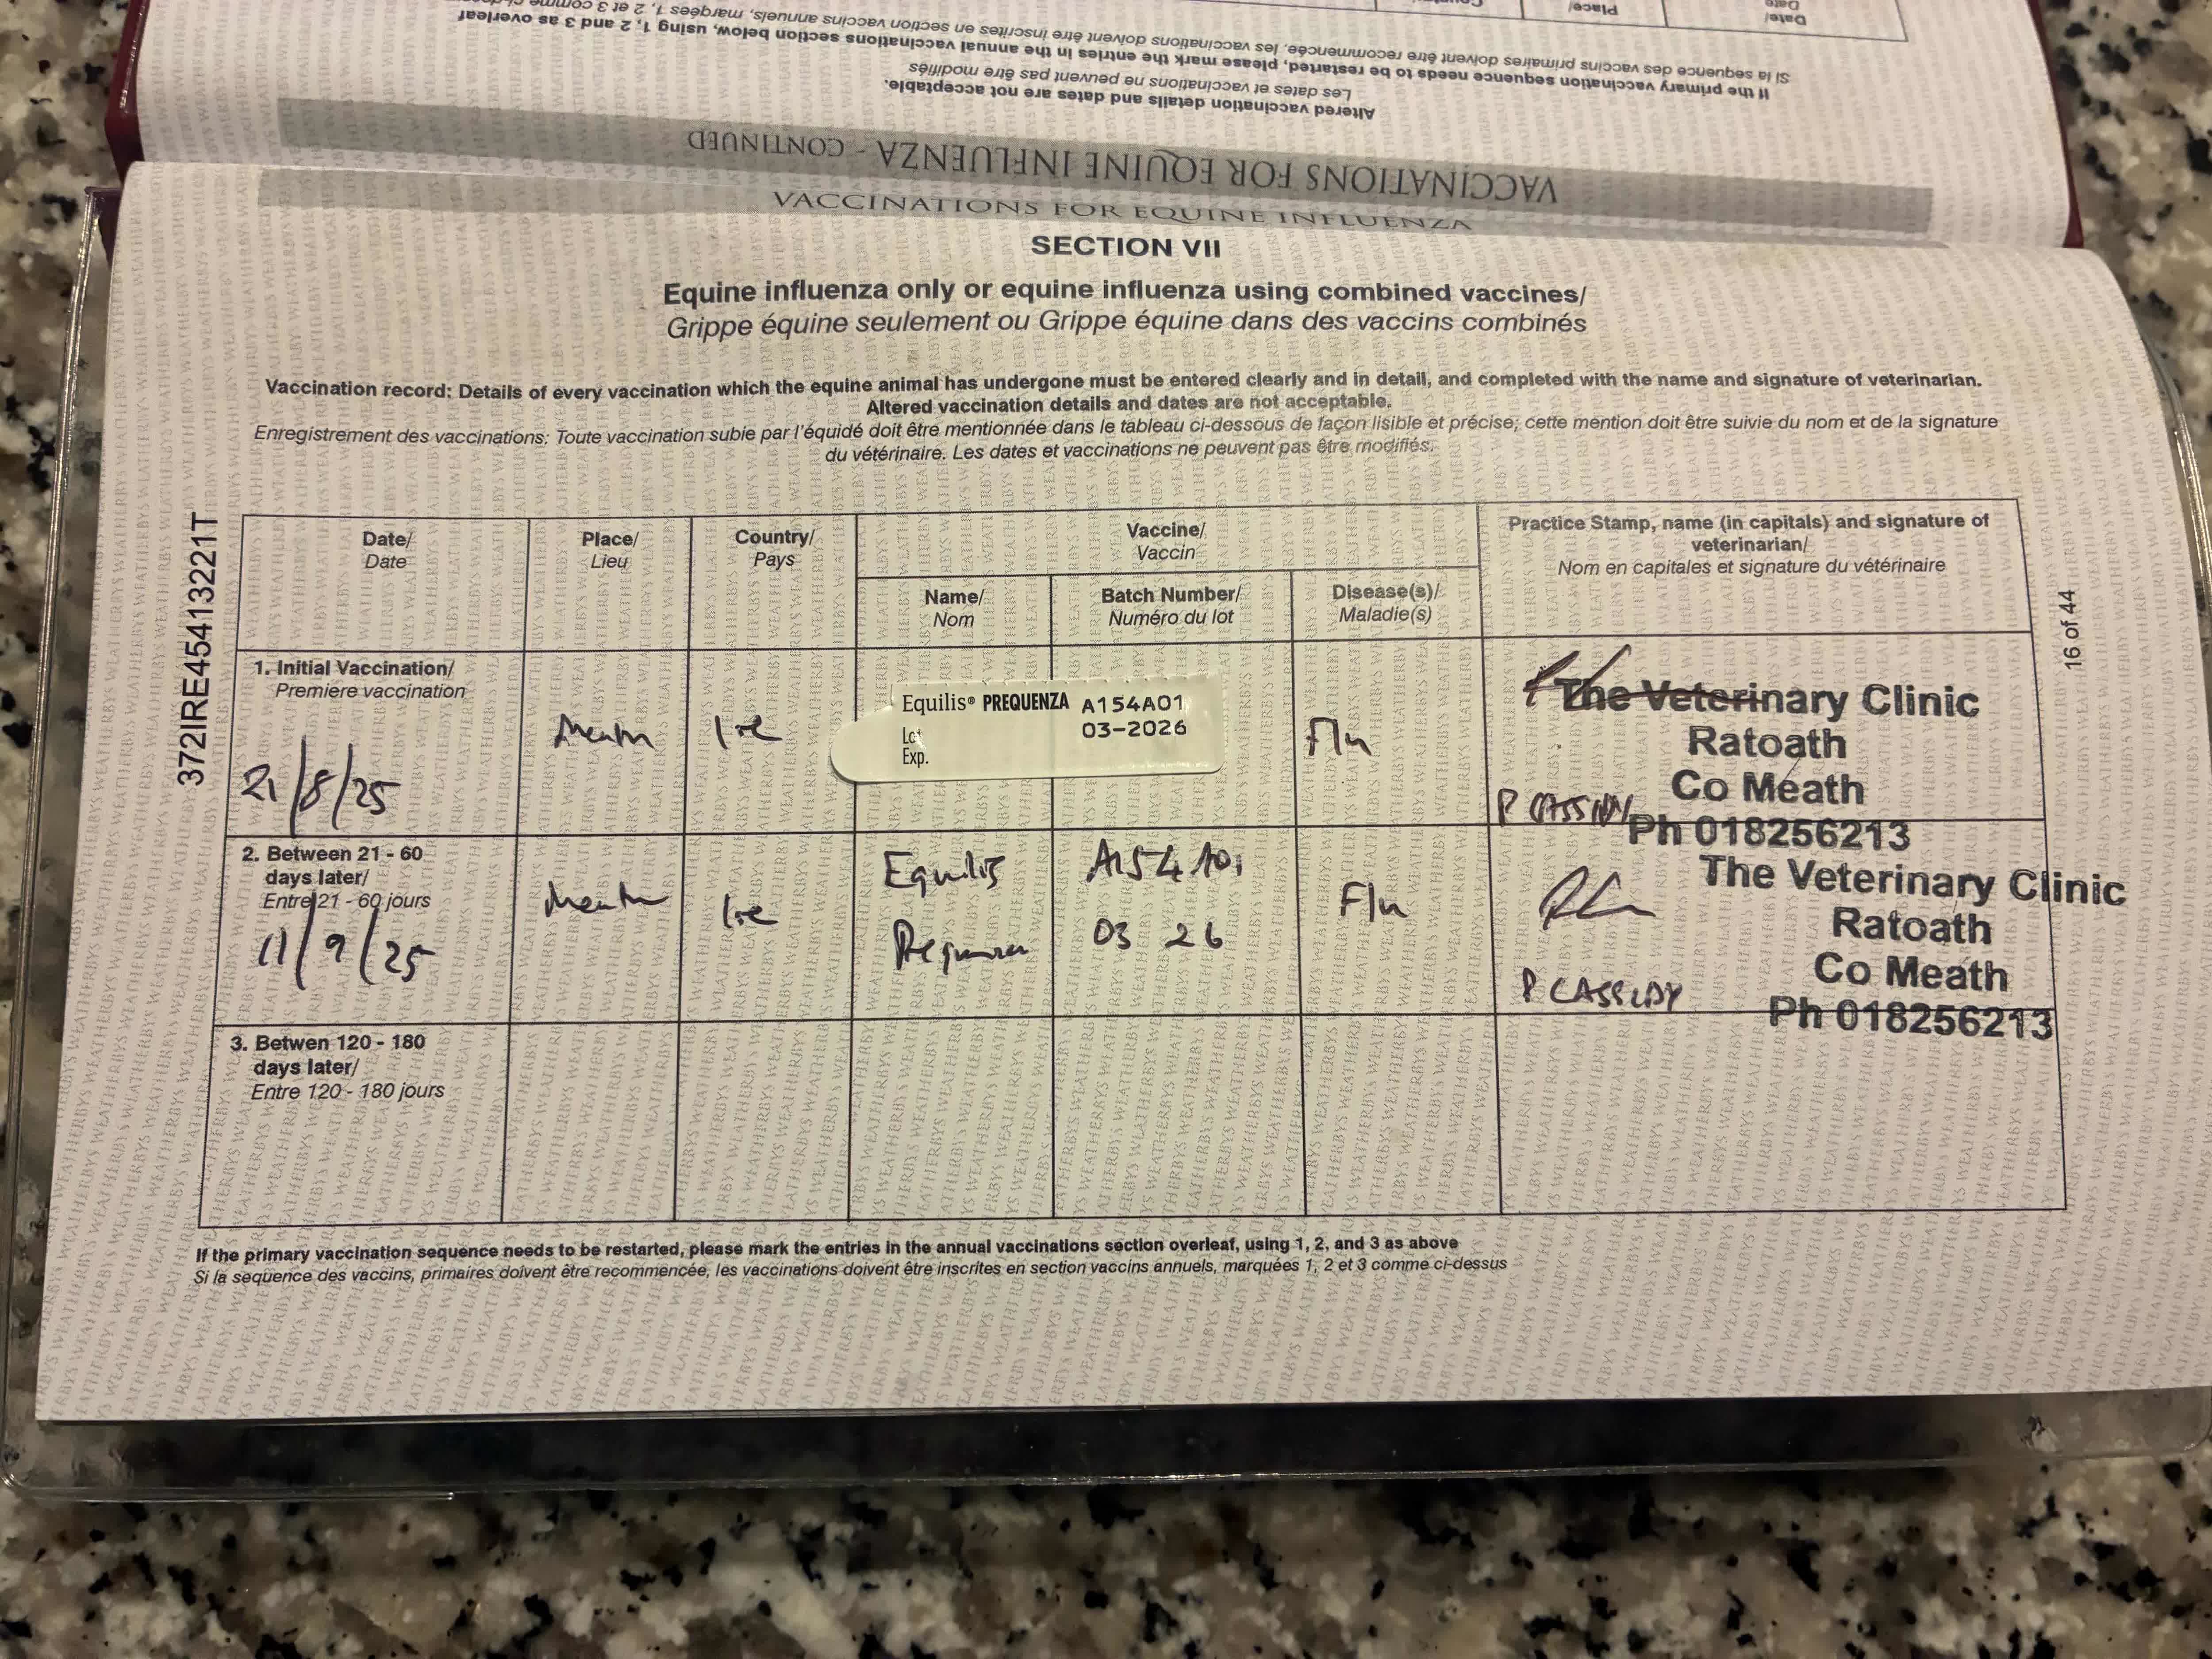 Date/ Date
Place/
VACCINATIONS FOR EQUINE INFLUENZA - CONTINUED
Altered vaccination details and dates are not acceptable.
Les dates et vaccinations ne peuvent pas être modifiés
If the primary vaccination sequence needs to be restarted, please mark the entries in the annual vaccinations section below, using 1, 2 and 3 as overleaf
Si la sequence des vaccins primaires doivent être recommencée, les vaccinations doivent être inscrites en section vaccins annuels, marquées 1, 2 et 3 comme
VACCINATIONS FOR EQUINE INFLUENZA
SECTION VII
Equine influenza only or equine influenza using combined vaccines/
Grippe équine seulement ou Grippe équine dans des vaccins combinés
Vaccination record: Details of every vaccination which the equine animal has undergone must be entered clearly and in detail, and completed with the name and signature of veterinarian.
Altered vaccination details and dates are not acceptable.
Enregistrement des vaccinations: Toute vaccination subie par l'équidé doit être mentionnée dans le tableau ci-dessous de façon lisible et précise; cette mention doit être suivie du nom et de la signature
du vétérinaire. Les dates et vaccinations ne peuvent pas être modifiés.
372IRE454132217T
16 of 44
Date/
Date
Place/
Lieu
Country/
Pays
Vaccine/
Vaccin
Name/
Nom
Batch Number/
Numéro du lot
Disease(s)/
Maladie(s)
Practice Stamp, name (in capitals) and signature of
veterinarian/
Nom en capitales et signature du vétérinaire
1. Initial Vaccination/
Premiere vaccination
21/8/25
Meath
Ire
Equilis® PREQUENZA A154A01
Lot 03-2026
Exp.
Flu
The Veterinary Clinic
Ratoath
Co Meath
P CASSIDY
Ph 018256213
2. Between 21 - 60
days later/
Entre 21 - 60 jours
11/9/25
Meath
Ire
Equilis
Prequenza
A154A01
03 26
Flu
The Veterinary Clinic
Ratoath
Co Meath
P CASSIDY
Ph 018256213
3. Betwen 120 - 180
days later/
Entre 120 - 180 jours
If the primary vaccination sequence needs to be restarted, please mark the entries in the annual vaccinations section overleaf, using 1, 2, and 3 as above
Si la sequence des vaccins, primaires doivent être recommencée, les vaccinations doivent être inscrites en section vaccins annuels, marquées 1, 2 et 3 comme ci-dessus